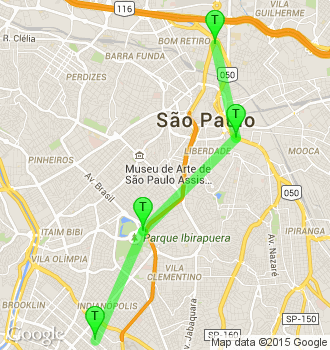 VILA
GUILHERME
116
T
R. Clélia
BOM RETIRO
BARRA FUNDA
050
PERDIZES
T
São Paulo
LIBERDADE
MOOCA
PINHEIROS
Museu de Arte de
São Paulo Assis...
Av. Brasil
050
T
Parque Ibirapuera
ITAIM BIBI
IPIRANGA
Av. Nazaré
VILA OLÍMPIA
VILA
CLEMENTINO
BROOKLIN
INDIANÓPOLIS
T
Av. Jabaquara
SP-150
SP-150
Google
Map data ©2015 Google